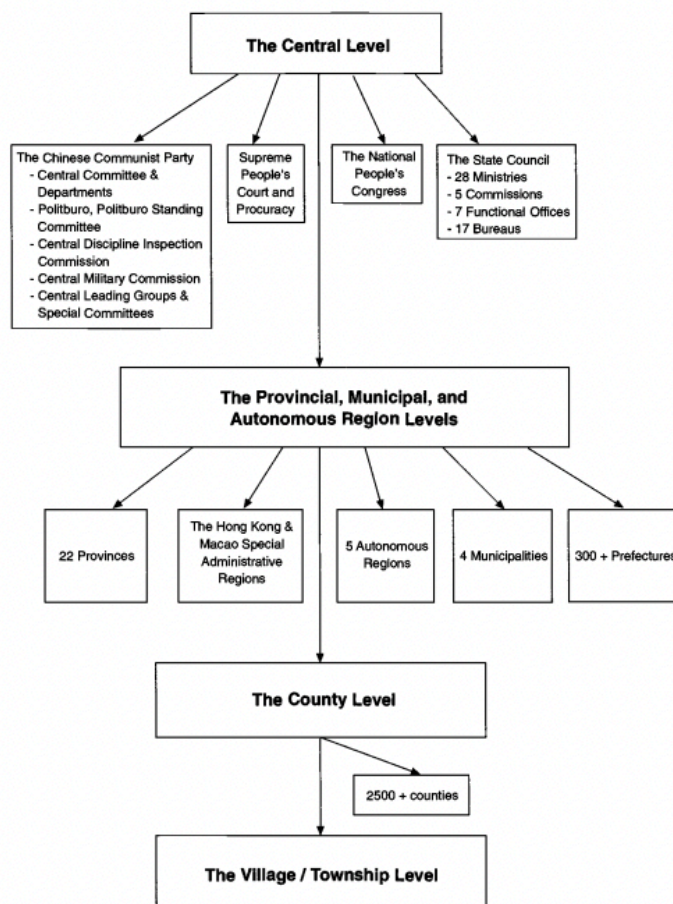 The Central Level
The Chinese Communist Party
- Central Committee &
Departments
- Politburo, Politburo Standing
Committee
- Central Discipline Inspection
Commission
- Central Military Commission
- Central Leading Groups &
Special Committees
Supreme
People's
Court and
Procuracy
The National
People's
Congress
The State Council
- 28 Ministries
- 5 Commissions
- 7 Functional Offices
- 17 Bureaus
The Provincial, Municipal, and
Autonomous Region Levels
22 Provinces
The Hong Kong &
Macao Special
Administrative
Regions
5 Autonomous
Regions
4 Municipalities
300 + Prefectures
The County Level
2500 + counties
The Village / Township Level